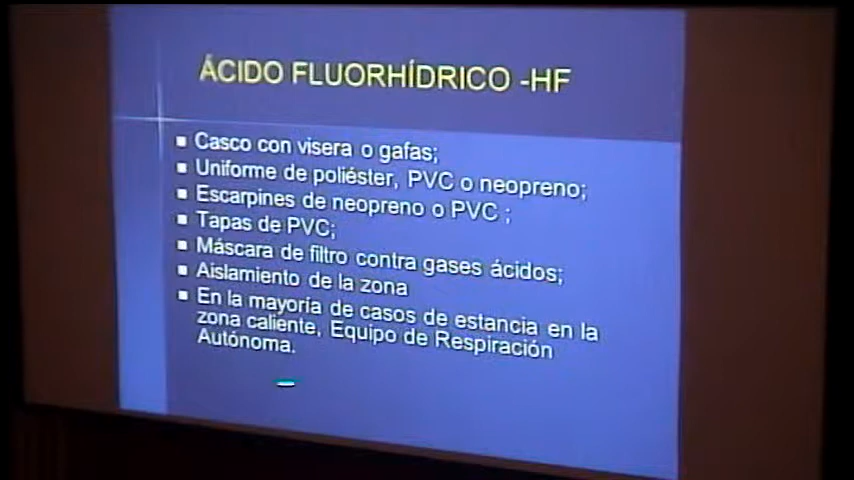 ÁCIDO FLUORHÍDRICO -HF
Casco con visera o gafas;
Uniforme de poliéster, PVC o neopreno;
Escarpines de neopreno o PVC ;
Tapas de PVC;
Máscara de filtro contra gases ácidos;
Aislamiento de la zona
En la mayoría de casos de estancia en la
zona caliente, Equipo de Respiración
Autónoma.